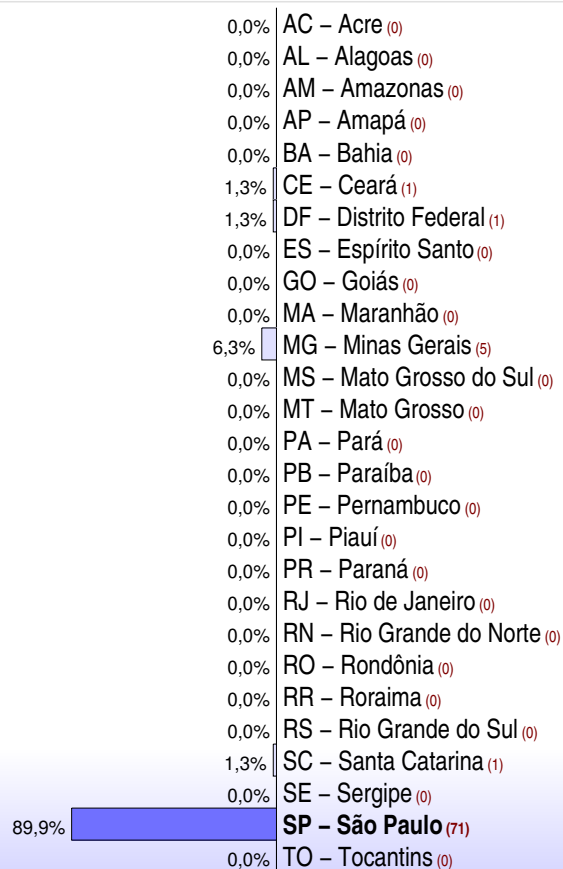 0,0% AC – Acre (0)
0,0% AL – Alagoas (0)
0,0% AM – Amazonas (0)
0,0% AP – Amapá (0)
0,0% BA – Bahia (0)
1,3% CE – Ceará (1)
1,3% DF – Distrito Federal (1)
0,0% ES – Espírito Santo (0)
0,0% GO – Goiás (0)
0,0% MA – Maranhão (0)
6,3% MG – Minas Gerais (5)
0,0% MS – Mato Grosso do Sul (0)
0,0% MT – Mato Grosso (0)
0,0% PA – Pará (0)
0,0% PB – Paraíba (0)
0,0% PE – Pernambuco (0)
0,0% PI – Piauí (0)
0,0% PR – Paraná (0)
0,0% RJ – Rio de Janeiro (0)
0,0% RN – Rio Grande do Norte (0)
0,0% RO – Rondônia (0)
0,0% RR – Roraima (0)
0,0% RS – Rio Grande do Sul (0)
1,3% SC – Santa Catarina (1)
0,0% SE – Sergipe (0)
89,9% SP – São Paulo (71)
0,0% TO – Tocantins (0)